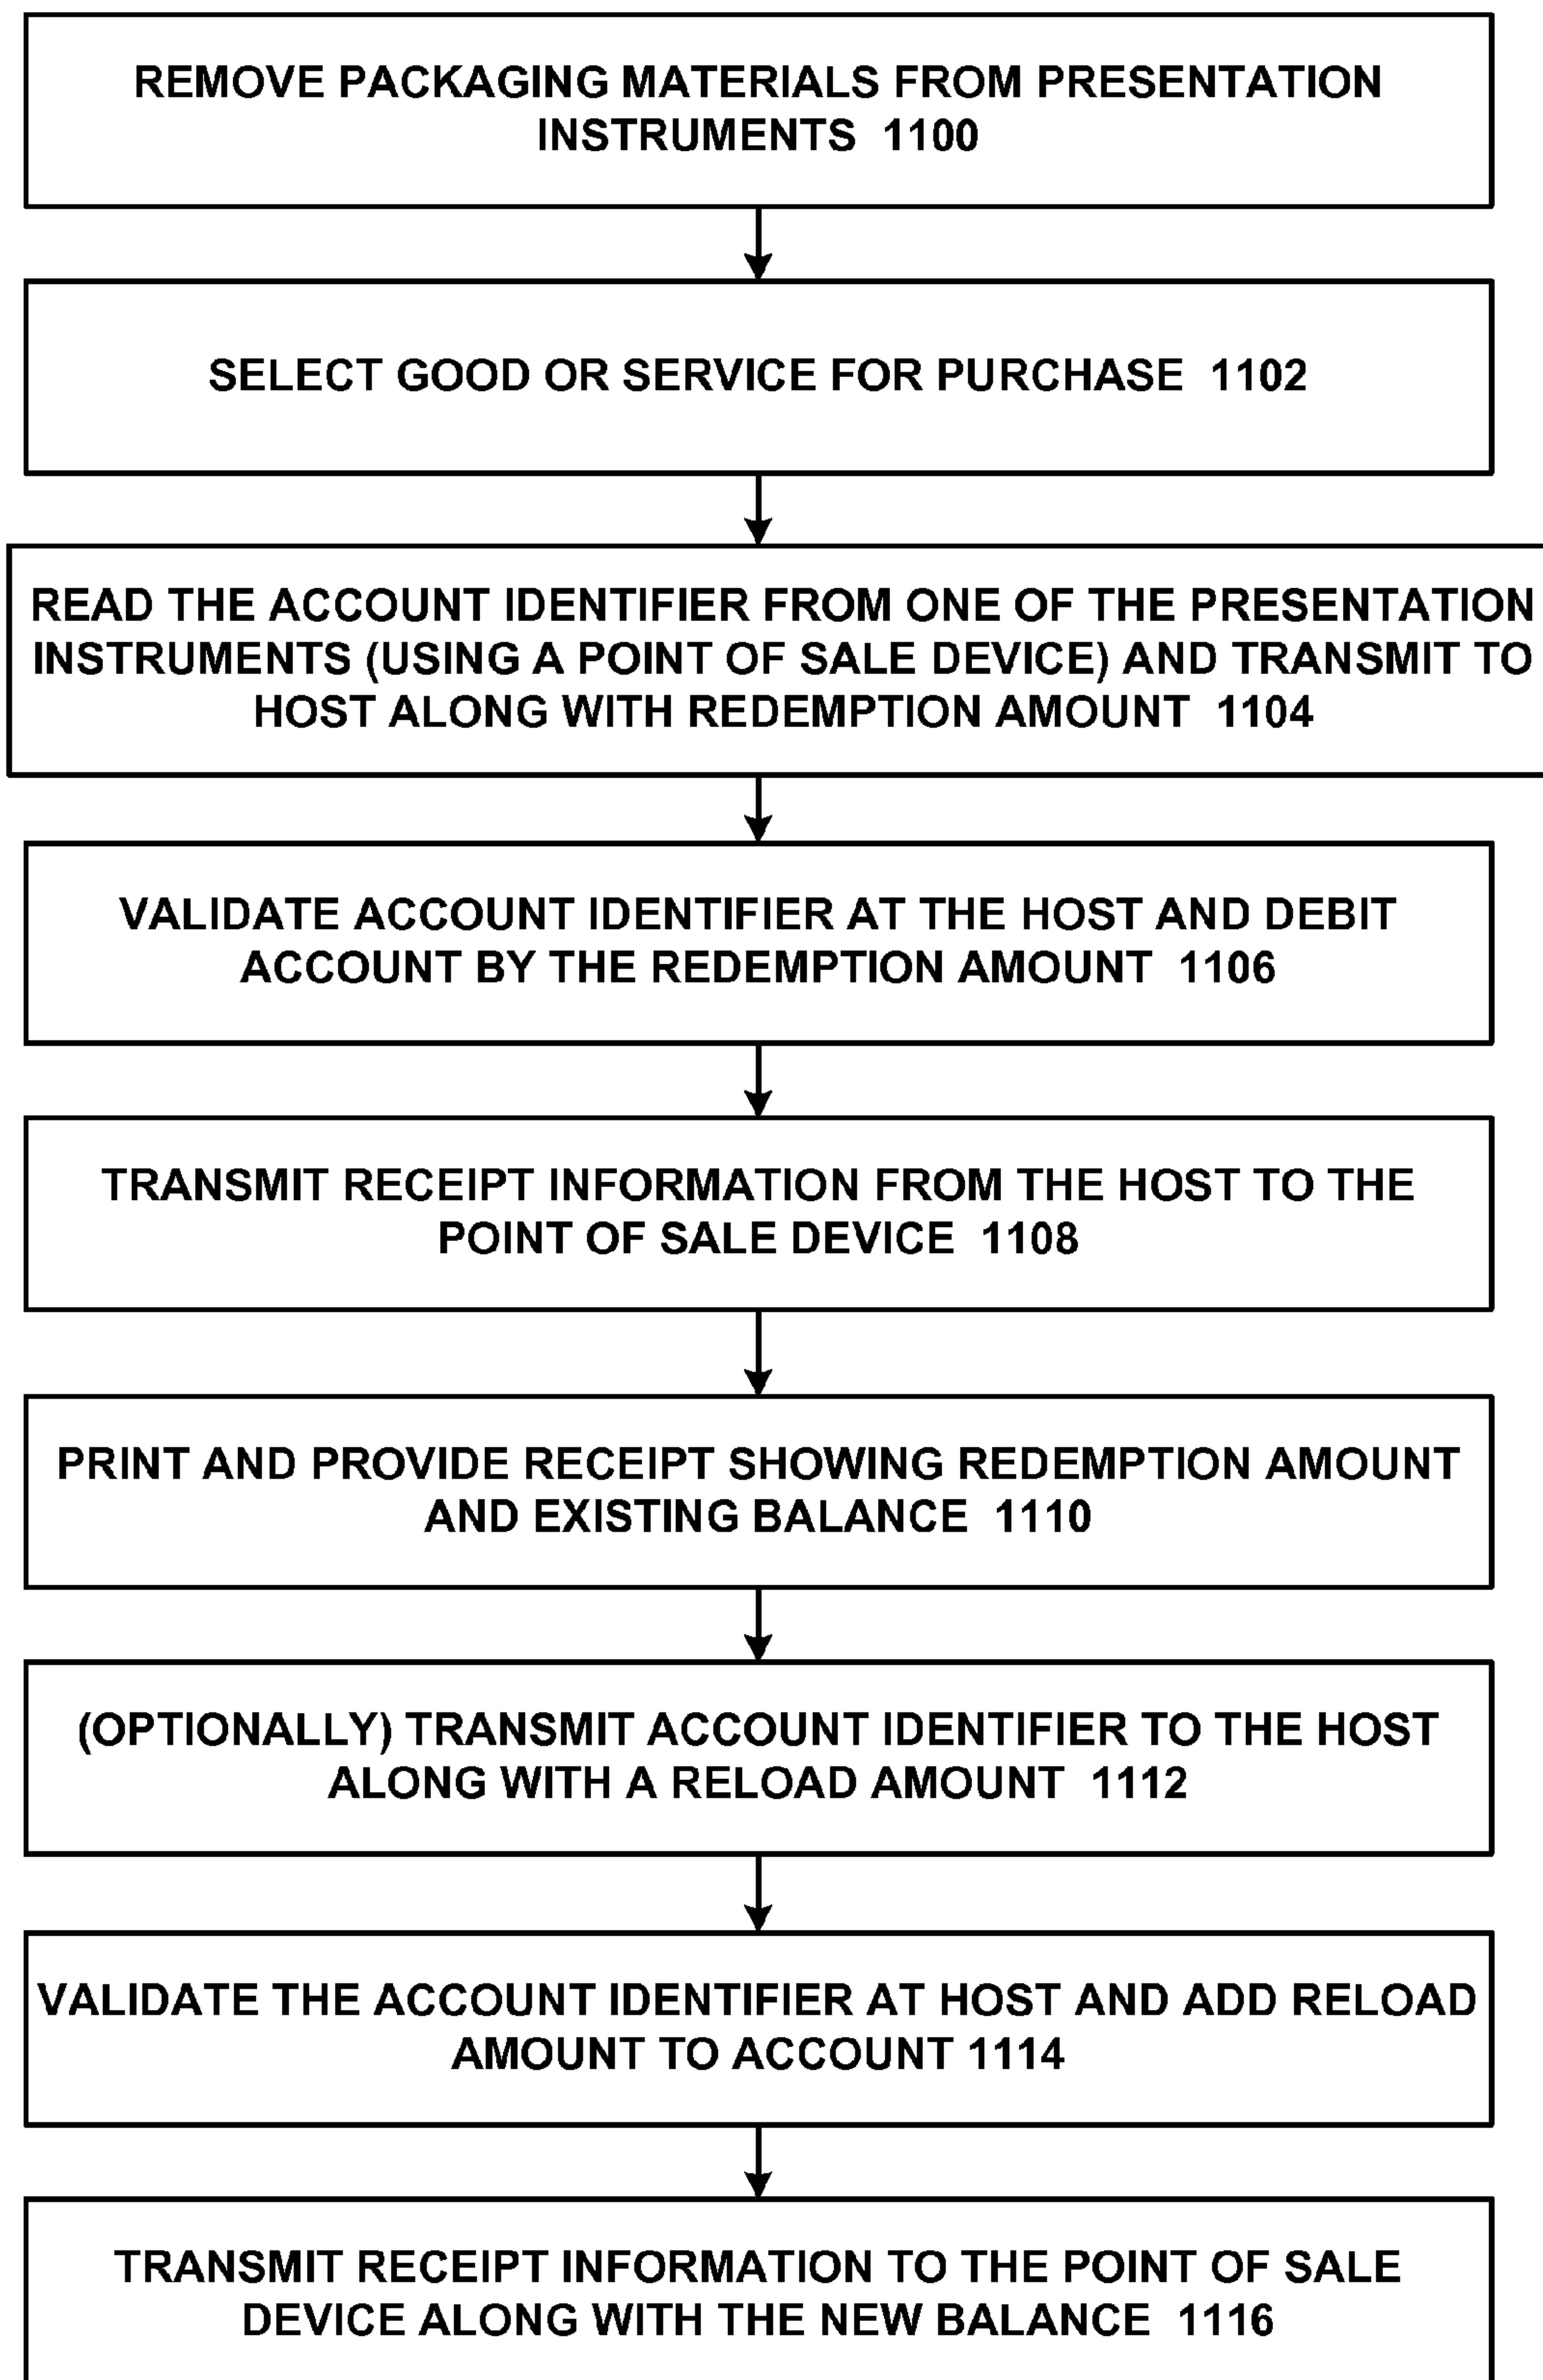 REMOVE PACKAGING MATERIALS FROM PRESENTATION
INSTRUMENTS 1100
SELECT GOOD OR SERVICE FOR PURCHASE 1102
READ THE ACCOUNT IDENTIFIER FROM ONE OF THE PRESENTATION
INSTRUMENTS (USING A POINT OF SALE DEVICE) AND TRANSMIT TO
HOST ALONG WITH REDEMPTION AMOUNT 1104
VALIDATE ACCOUNT IDENTIFIER AT THE HOST AND DEBIT
ACCOUNT BY THE REDEMPTION AMOUNT 1106
TRANSMIT RECEIPT INFORMATION FROM THE HOST TO THE
POINT OF SALE DEVICE 1108
PRINT AND PROVIDE RECEIPT SHOWING REDEMPTION AMOUNT
AND EXISTING BALANCE 1110
(OPTIONALLY) TRANSMIT ACCOUNT IDENTIFIER TO THE HOST
ALONG WITH A RELOAD AMOUNT 1112
VALIDATE THE ACCOUNT IDENTIFIER AT HOST AND ADD RELOAD
AMOUNT TO ACCOUNT 1114
TRANSMIT RECEIPT INFORMATION TO THE POINT OF SALE
DEVICE ALONG WITH THE NEW BALANCE 1116